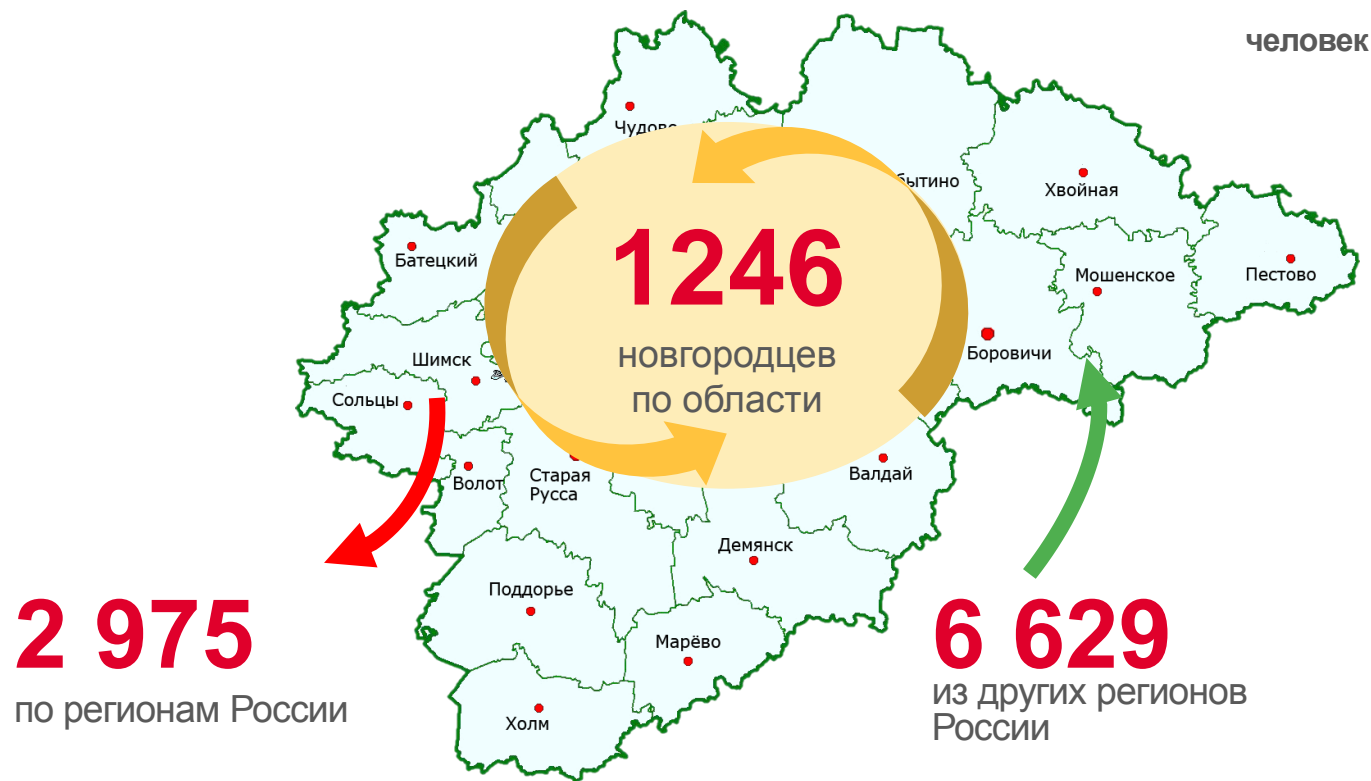 человек
Чудово
бытино
Хвойная
Батецкий
Мошенское
Пестово
1246
новгородцев
по области
Шимск
Боровичи
Сольцы
Волот
Старая
Русса
Валдай
Демянск
Поддорье
Марёво
Холм
2 975
по регионам России
6 629
из других регионов
России